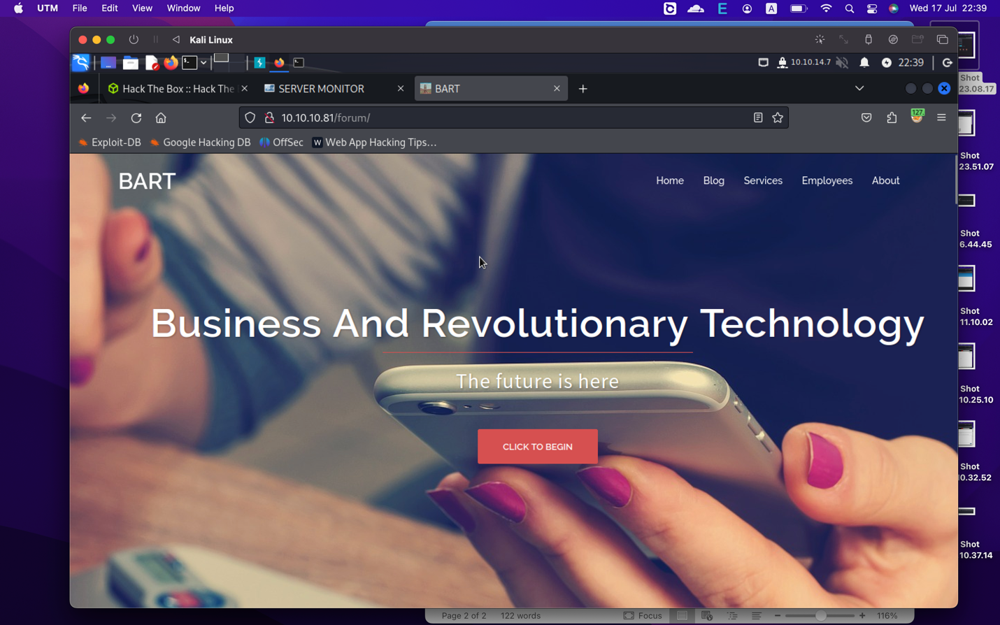 UTM File Edit View Window Help
A Wed 17 Jul 22:39
Kali Linux
10.10.14.7 22:39
Hack The Box :: Hack The
SERVER MONITOR
BART
10.10.10.81/forum/
127.
Exploit-DB Google Hacking DB OffSec Web App Hacking Tips...
BART
Home Blog Services Employees About
Business And Revolutionary Technology
The future is here
CLICK TO BEGIN
Shot
23.08.17
Shot
23.51.07
Shot
6.44.45
Shot
11.10.02
Shot
10.25.10
Shot
10.32.52
Shot
10.37.14
Page 2 of 2 122 words Focus 116%